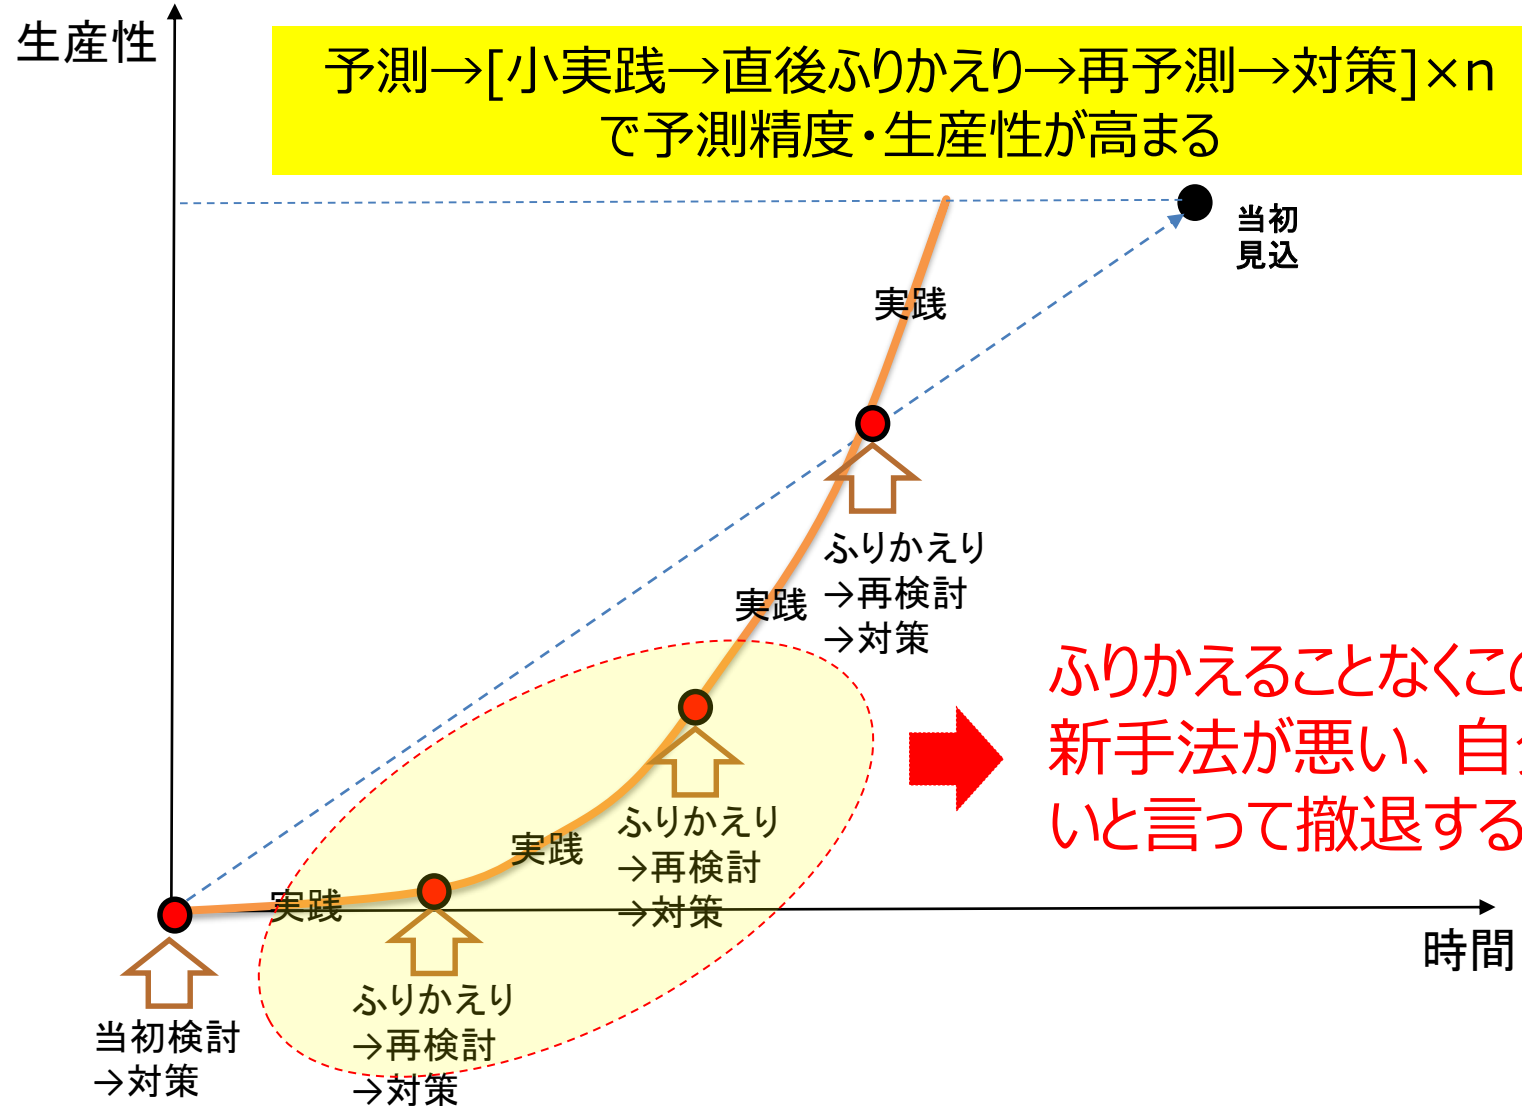 生産性
予測→[小実践→直後ふりかえり→再予測→対策]×n
で予測精度・生産性が高まる
当初
見込
実践
ふりかえり
→再検討
→対策
実践
ふりかえることなくこ
新手法が悪い、自
いと言って撤退する
ふりかえり
→再検討
→対策
実践
実践
時間
ふりかえり
→再検討
→対策
当初検討
→対策